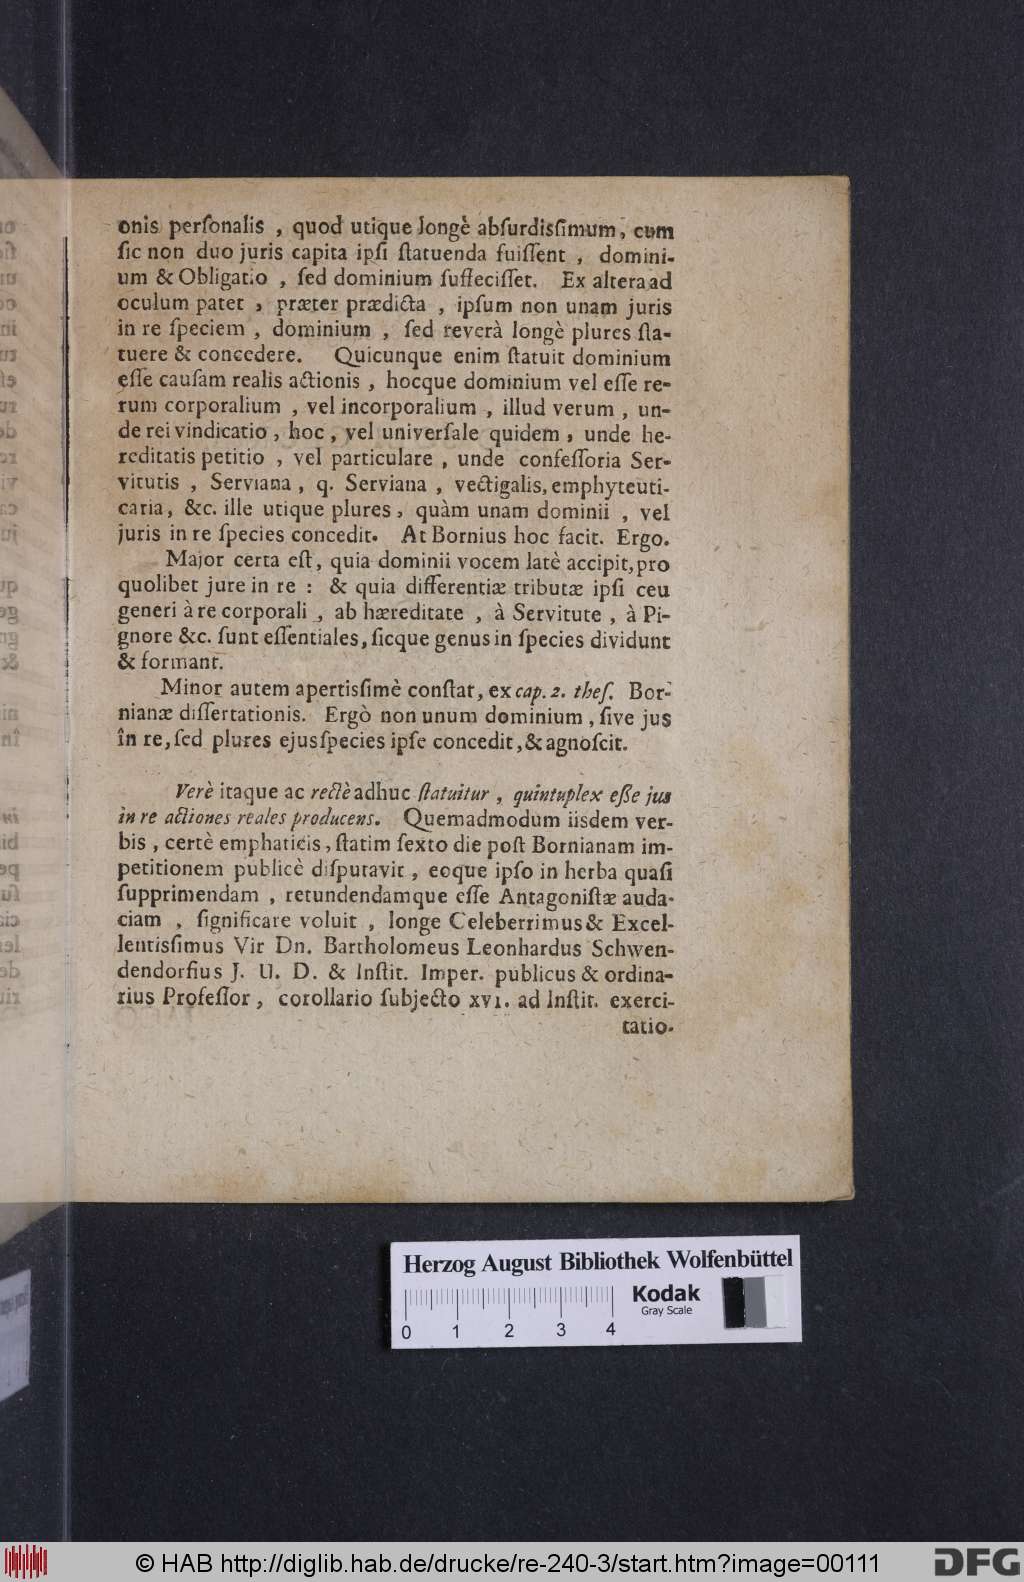 onis perſonalis , quod utique longè abſurdisſimum, cum
ſic non duo juris capita ipſi ſtatuenda fuiſſent , domini-
um & Obligatio , ſed dominium ſuffeciſſet. Ex altera ad
oculum patet , præter prædicta , ipſum non unam juris
in re ſpeciem , dominium , ſed reverà longè plures ſta-
tuere & concedere. Quicunque enim ſtatuit dominium
eſſe cauſam realis actionis , hocque dominium vel eſſe re-
rum corporalium , vel incorporalium , illud verum , un-
de rei vindicatio , hoc , vel univerſale quidem , unde he-
reditatis petitio , vel particulare , unde confeſſoria Ser-
vitutis , Serviana , q. Serviana , vectigalis, emphyteuti-
caria, &c. ille utique plures, quàm unam dominii , vel
juris in re ſpecies concedit. At Bornius hoc facit. Ergo.
Major certa eſt, quia dominii vocem latè accipit, pro
quolibet jure in re : & quia differentiæ tributæ ipſi ceu
generi à re corporali , ab hæreditate , à Servitute , à Pi-
gnore &c. ſunt eſſentiales, ſicque genus in ſpecies dividunt
& formant.
Minor autem apertisſimè conſtat, ex cap. 2. theſ. Bor-
nianæ diſſertationis. Ergò non unum dominium , ſive jus
în re, ſed plures ejus ſpecies ipſe concedit, & agnoſcit.
Verè itaque ac rectè adhuc ſtatuitur , quintuplex eſſe jus
in re actiones reales producens. Quemadmodum iisdem ver-
bis , certè emphaticis, ſtatim ſexto die poſt Bornianam im-
petitionem publicè diſputavit , eoque ipſo in herba quaſi
ſupprimendam , retundendamque eſſe Antagoniſtæ auda-
ciam , ſignificare voluit , longe Celeberrimus & Excel-
lentisſimus Vir Dn. Bartholomeus Leonhardus Schwen-
dendorfius J. U. D. & Inſtit. Imper. publicus & ordina-
rius Profeſſor , corollario ſubjecto XVI. ad Inſtit. exerci-
tatio-
Herzog August Bibliothek Wolfenbüttel
Kodak
Gray Scale
0 1 2 3 4
© HAB http://diglib.hab.de/drucke/re-240-3/start.htm?image=00111
DFG